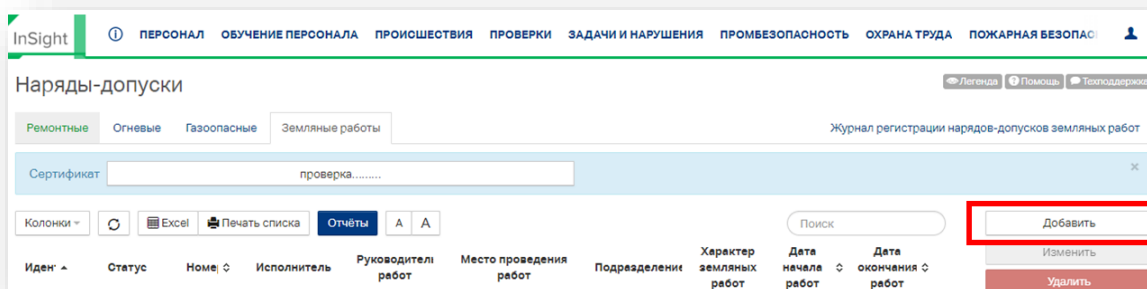 InSight ПЕРСОНАЛ ОБУЧЕНИЕ ПЕРСОНАЛА ПРОИСШЕСТВИЯ ПРОВЕРКИ ЗАДАЧИ И НАРУШЕНИЯ ПРОМБЕЗОПАСНОСТЬ ОХРАНА ТРУДА ПОЖАРНАЯ БЕЗОПАС
Наряды-допуски Легенда Помощь Техподдержка
Ремонтные Огневые Газоопасные Земляные работы Журнал регистрации нарядов-допусков земляных работ
Сертификат проверка......... ×
Колонки Excel Печать списка Отчёты A A Поиск Добавить
Изменить
Иден Статус Номе Исполнитель Руководитель работ Место проведения работ Подразделение Характер земляных работ Дата начала работ Дата окончания работ
Удалить